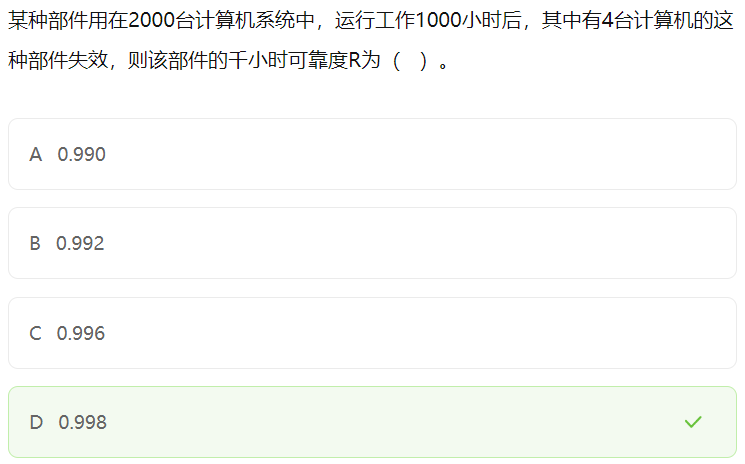 某种部件用在2000台计算机系统中，运行工作1000小时后，其中有4台计算机的这
种部件失效，则该部件的千小时可靠度R为（　）。
A 0.990
B 0.992
C 0.996
D 0.998